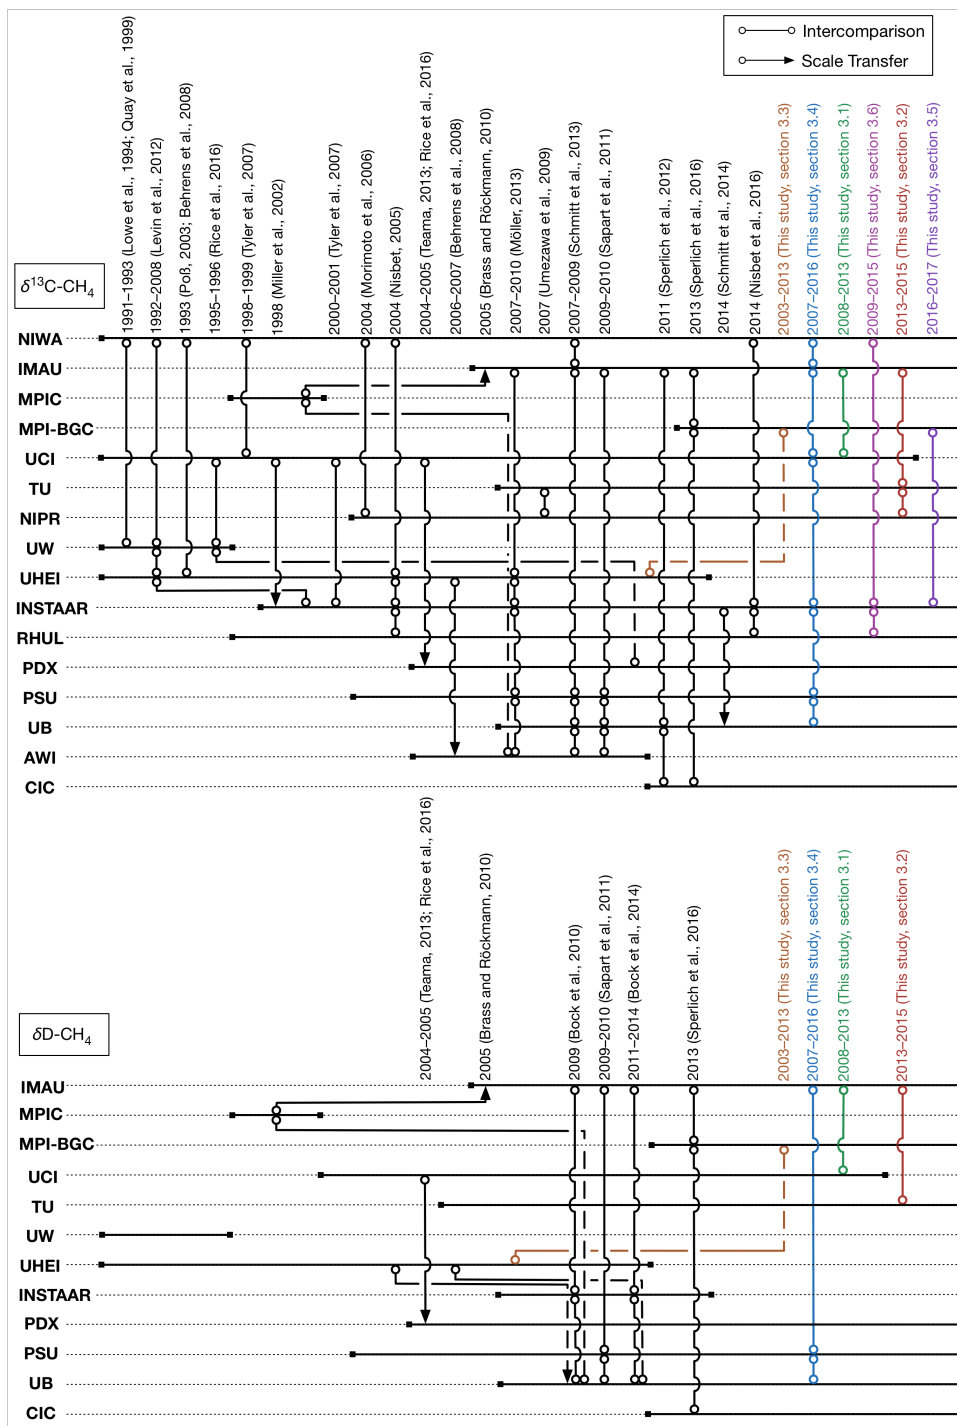 Intercomparison
Scale Transfer
δ¹³C-CH₄
1991–1993 (Lowe et al., 1994; Quay et al., 1999)
1992–2008 (Levin et al., 2012)
1993 (Poß, 2003; Behrens et al., 2008)
1995–1996 (Rice et al., 2016)
1998–1999 (Tyler et al., 2007)
1998 (Miller et al., 2002)
2000–2001 (Tyler et al., 2007)
2004 (Morimoto et al., 2006)
2004 (Nisbet, 2005)
2004–2005 (Teama, 2013; Rice et al., 2016)
2006–2007 (Behrens et al., 2008)
2005 (Brass and Röckmann, 2010)
2007–2010 (Möller, 2013)
2007 (Umezawa et al., 2009)
2007–2009 (Schmitt et al., 2013)
2009–2010 (Sapart et al., 2011)
2011 (Sperlich et al., 2012)
2013 (Sperlich et al., 2016)
2014 (Schmitt et al., 2014)
2014 (Nisbet et al., 2016)
2003–2013 (This study, section 3.3)
2007–2016 (This study, section 3.4)
2008–2013 (This study, section 3.1)
2009–2015 (This study, section 3.6)
2013–2015 (This study, section 3.2)
2016–2017 (This study, section 3.5)
NIWA
IMAU
MPIC
MPI-BGC
UCI
TU
NIPR
UW
UHEI
INSTAAR
RHUL
PDX
PSU
UB
AWI
CIC
δD-CH₄
2004–2005 (Teama, 2013; Rice et al., 2016)
2005 (Brass and Röckmann, 2010)
2009 (Bock et al., 2010)
2009–2010 (Sapart et al., 2011)
2011–2014 (Bock et al., 2014)
2013 (Sperlich et al., 2016)
2003–2013 (This study, section 3.3)
2007–2016 (This study, section 3.4)
2008–2013 (This study, section 3.1)
2013–2015 (This study, section 3.2)
IMAU
MPIC
MPI-BGC
UCI
TU
UW
UHEI
INSTAAR
PDX
PSU
UB
CIC